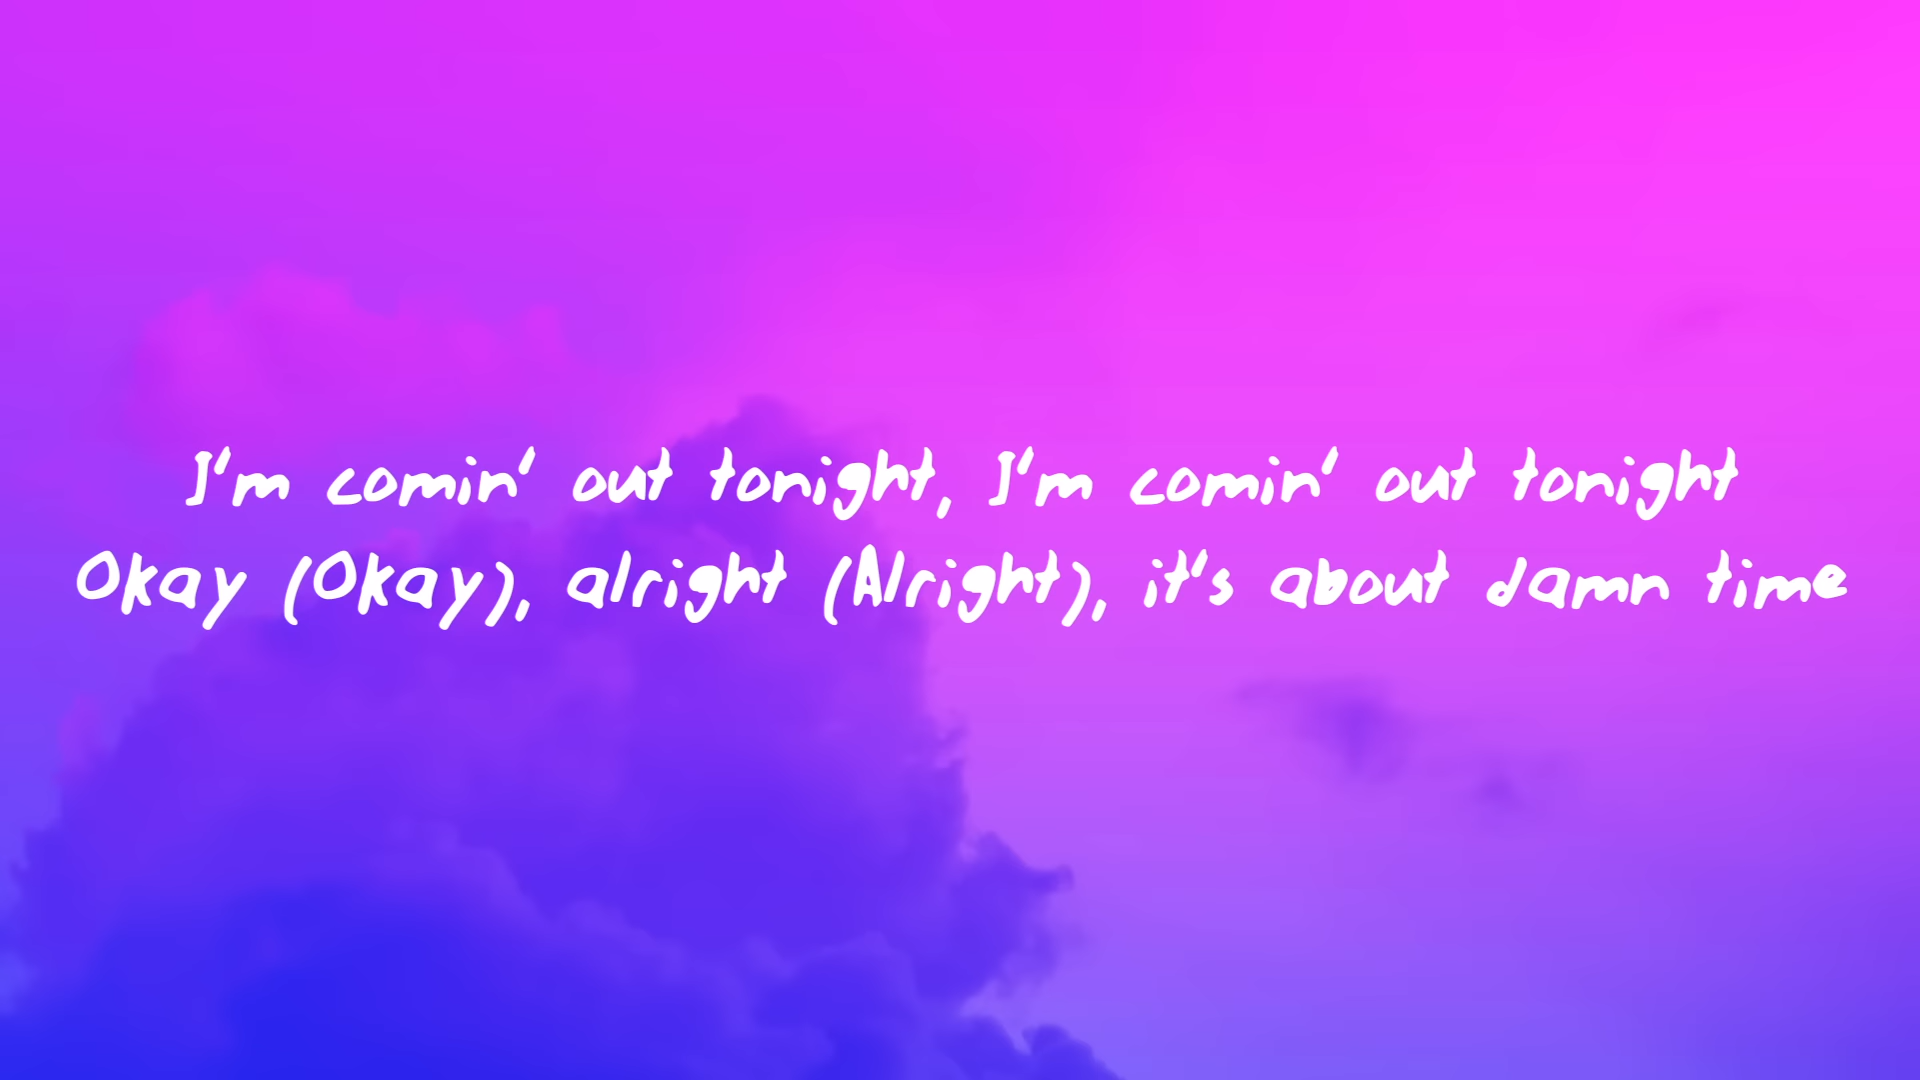 I'm comin' out tonight, I'm comin' out tonight
Okay (Okay), alright (Alright), it's about damn time